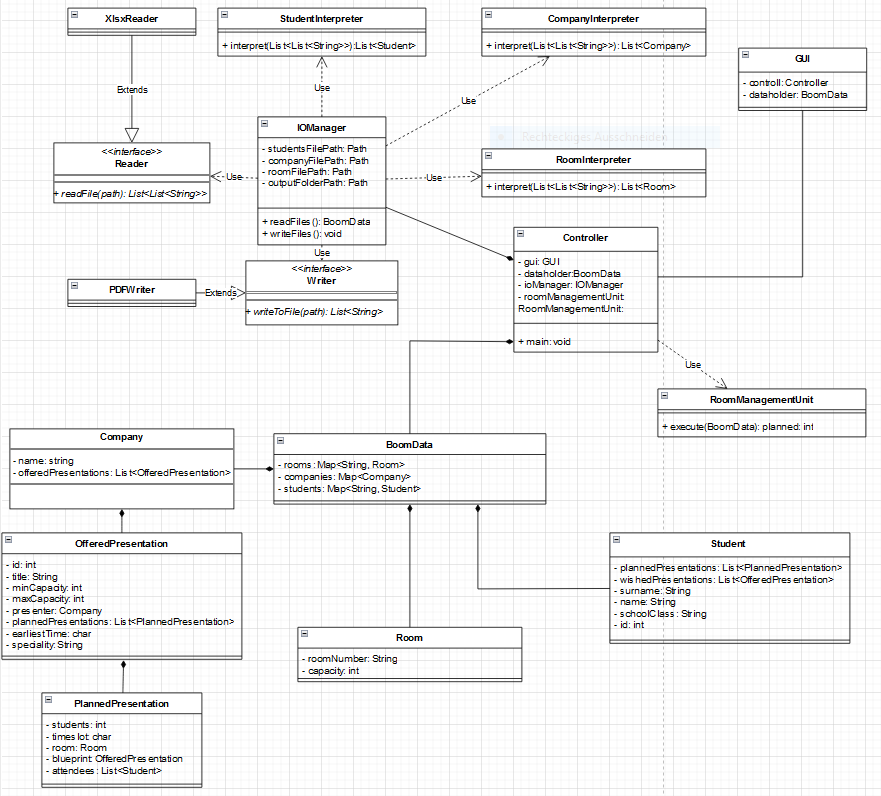 XlsxReader
Extends
<<interface>>
Reader
+ readFile(path): List<List<String>>
StudentInterpreter
+ interpret(List<List<String>>):List<Student>
Use
CompanyInterpreter
+ interpret(List<List<String>>): List<Company>
Use
GUI
- controll: Controller
- dataholder: BoomData
Rechteckiges Ausschneiden
IOManager
- studentsFilePath: Path
- companyFilePath: Path
- roomFilePath: Path
- outputFolderPath: Path
+ readFiles(): BoomData
+ writeFiles(): void
Use
Use
RoomInterpreter
+ interpret(List<List<String>>): List<Room>
Use
<<interface>>
Writer
+ writeToFile(path): List<String>
PDFWriter
Extends
Controller
- gui: GUI
- dataholder:BoomData
- ioManager: IOManager
- roomManagementUnit:
RoomManagementUnit:
+ main: void
Use
RoomManagementUnit
+ execute(BoomData): planned: int
Company
- name: string
- offeredPresentations: List<OfferedPresentation>
BoomData
- rooms: Map<String, Room>
- companies: Map<Company>
- students: Map<String, Student>
OfferedPresentation
- id: int
- title: String
- minCapacity: int
- maxCapacity: int
- presenter: Company
- plannedPresentations: List<PlannedPresentation>
- earliestTime: char
- speciality: String
Student
- plannedPresentations: List<PlannedPresentation>
- wishedPresentations: List<OfferedPresentation>
- surname: String
- name: String
- schoolClass: String
- id: int
Room
- roomNumber: String
- capacity: int
PlannedPresentation
- students: int
- timeslot: char
- room: Room
- blueprint: OfferedPresentation
- attendees: List<Student>